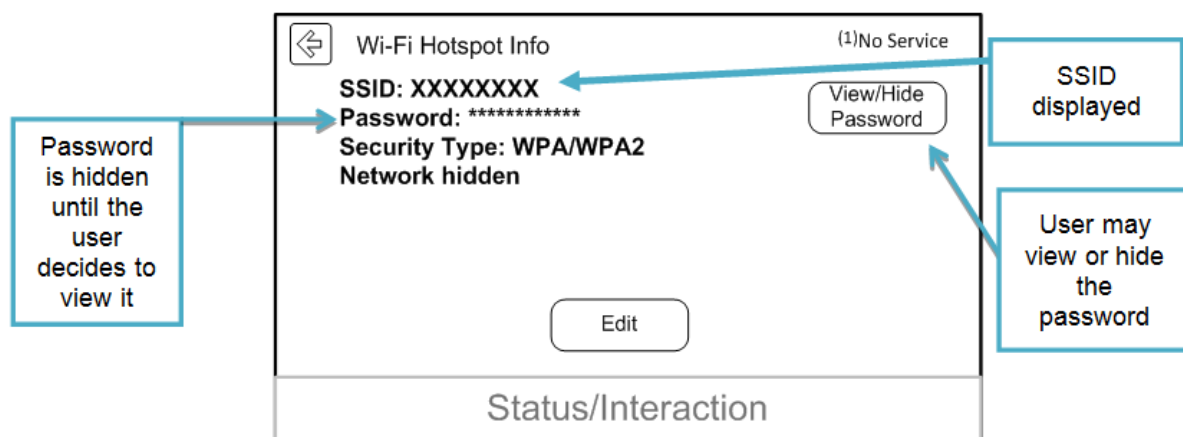 Wi-Fi Hotspot Info
(1)No Service
SSID: XXXXXXXX
Password: ************
Security Type: WPA/WPA2
Network hidden
View/Hide
Password
Edit
Status/Interaction
Password
is hidden
until the
user
decides to
view it
SSID
displayed
User may
view or hide
the
password